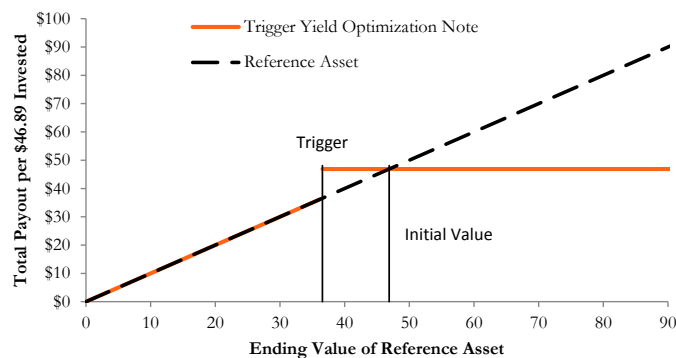 Total Payout per $46.89 Invested
$100
$90
$80
$70
$60
$50
$40
$30
$20
$10
$0
Trigger Yield Optimization Note
Reference Asset
Trigger
Initial Value
0 10 20 30 40 50 60 70 80 90
Ending Value of Reference Asset